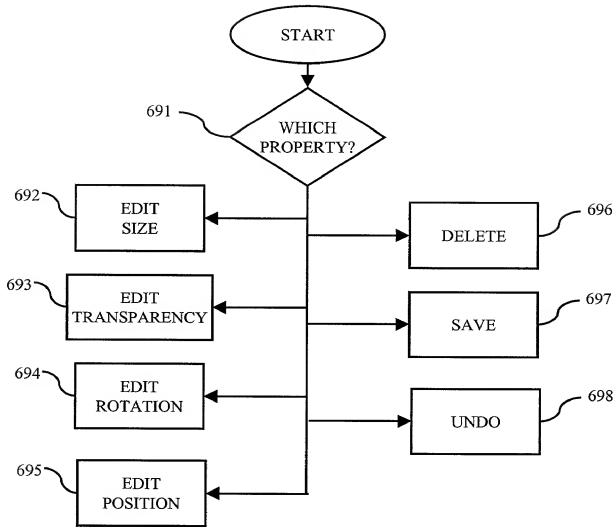 START
691
WHICH
PROPERTY?
692
EDIT
SIZE
696
DELETE
693
EDIT
TRANSPARENCY
697
SAVE
694
EDIT
ROTATION
698
UNDO
695
EDIT
POSITION